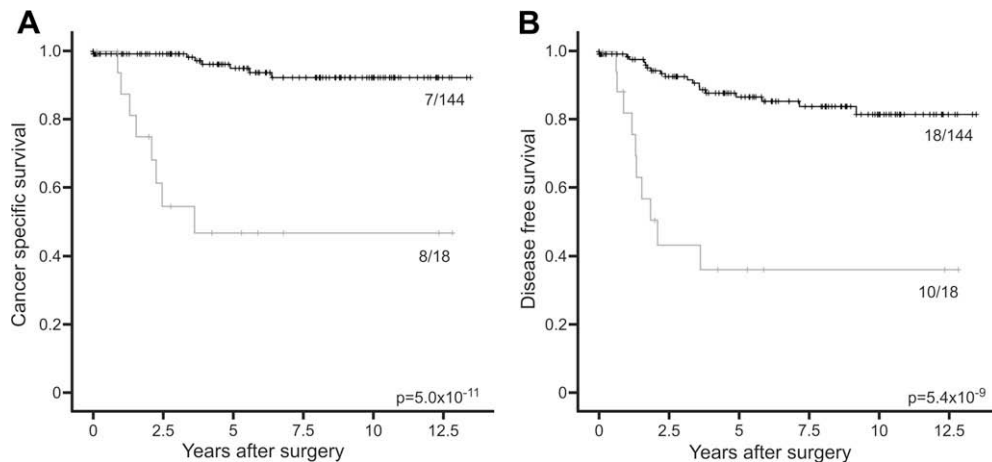 A
Cancer specific survival
1.0
0.8
0.6
0.4
0.2
0
7/144
8/18
p=5.0x10⁻¹¹
0 2.5 5 7.5 10 12.5
Years after surgery
B
Disease free survival
1.0
0.8
0.6
0.4
0.2
0
18/144
10/18
p=5.4x10⁻⁹
0 2.5 5 7.5 10 12.5
Years after surgery